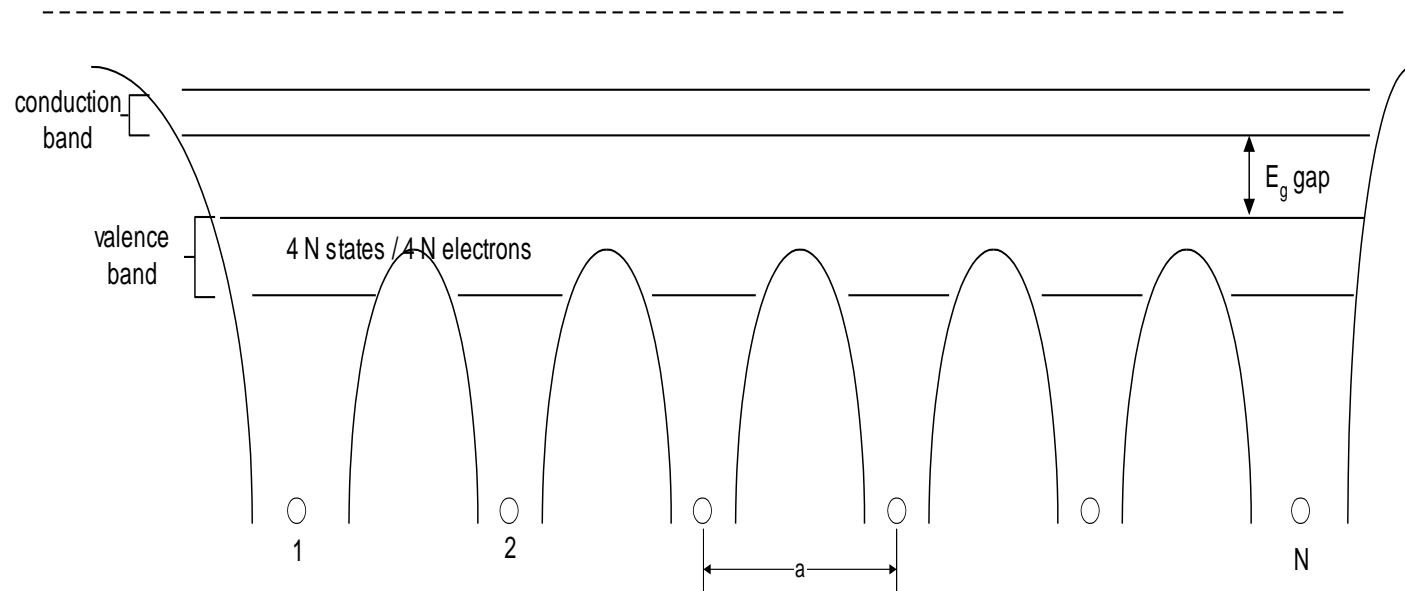 conduction
band
E_g gap
valence
band
4 N states / 4 N electrons
1
2
N
a